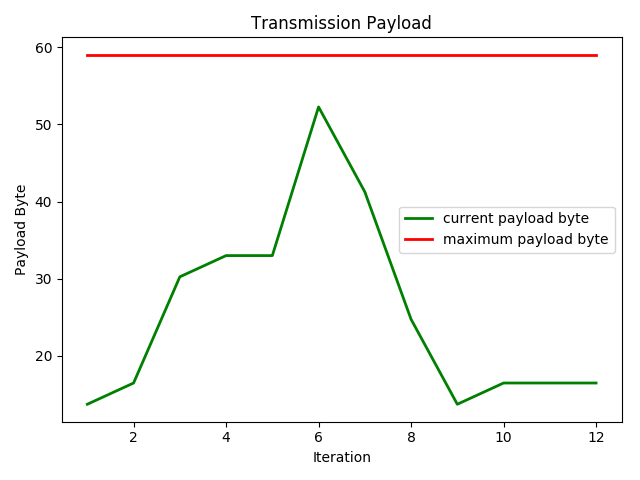 Transmission Payload
60
50
40
30
20
Payload Byte
current payload byte
maximum payload byte
2 4 6 8 10 12
Iteration